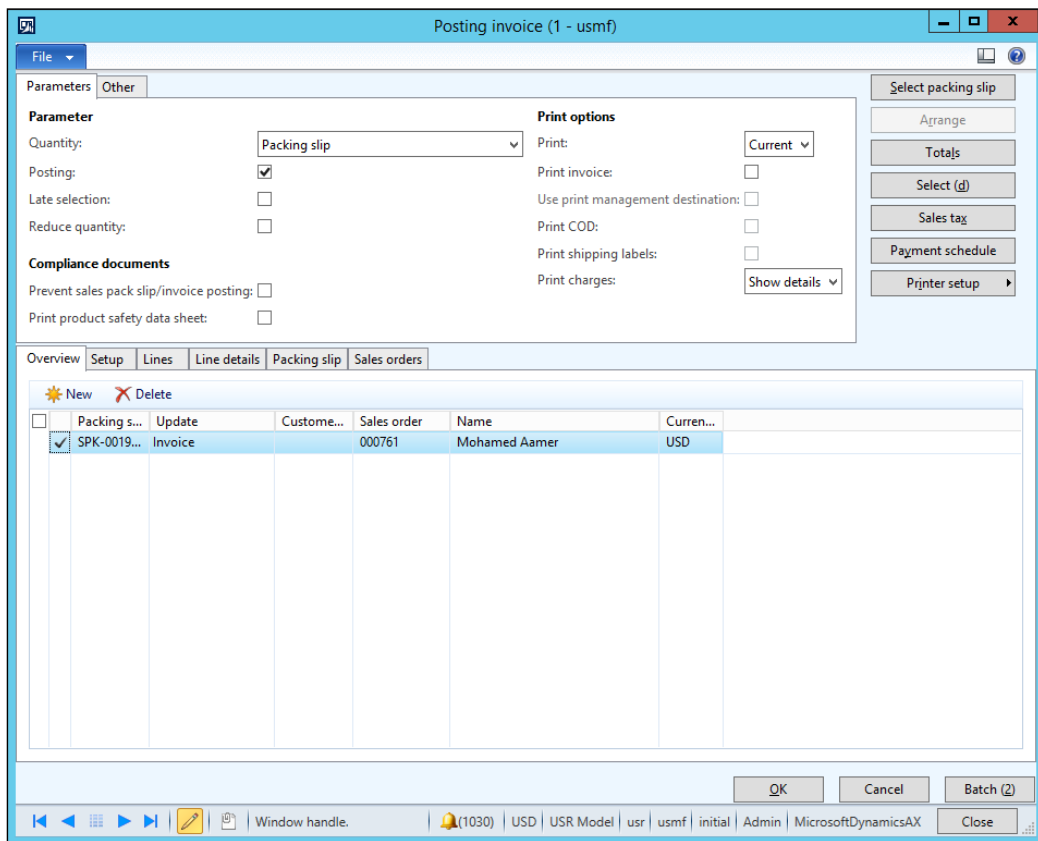 Posting invoice (1 - usmf)
File
Parameters Other
Select packing slip
Parameter
Print options
Arrange
Quantity: Packing slip
Print: Current
Totals
Posting:
Print invoice:
Select (d)
Late selection:
Use print management destination:
Sales tax
Reduce quantity:
Print COD:
Payment schedule
Compliance documents
Print shipping labels:
Prevent sales pack slip/invoice posting:
Print charges: Show details
Printer setup
Print product safety data sheet:
Overview Setup Lines Line details Packing slip Sales orders
New Delete
Packing s... Update Custome... Sales order Name Curren...
SPK-0019... Invoice 000761 Mohamed Aamer USD
OK Cancel Batch (2)
Window handle. (1030) USD USR Model usr usmf initial Admin MicrosoftDynamicsAX Close